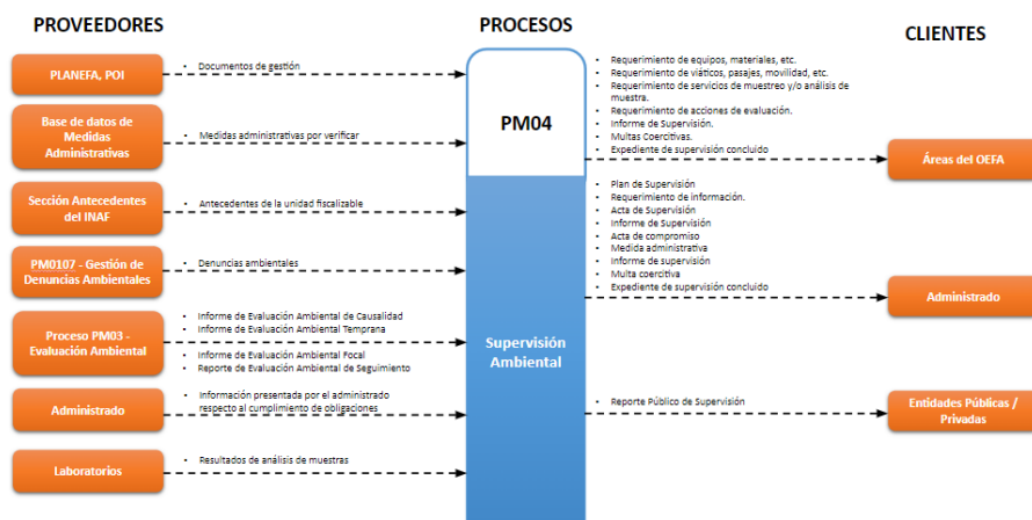 PROVEEDORES
PROCESOS
CLIENTES
PLANEFA, POI
• Documentos de gestión
Base de datos de
Medidas
Administrativas
• Medidas administrativas por verificar
Sección Antecedentes
del INAF
• Antecedentes de la unidad fiscalizable
PM0107 - Gestión de
Denuncias Ambientales
• Denuncias ambientales
Proceso PM03 -
Evaluación Ambiental
• Informe de Evaluación Ambiental de Causalidad
• Informe de Evaluación Ambiental Temprana
• Informe de Evaluación Ambiental Focal
• Reporte de Evaluación Ambiental de Seguimiento
Administrado
• Información presentada por el administrado
respecto al cumplimiento de obligaciones
Laboratorios
• Resultados de análisis de muestras
PM04
Supervisión
Ambiental
• Requerimiento de equipos, materiales, etc.
• Requerimiento de viáticos, pasajes, movilidad, etc.
• Requerimiento de servicios de muestreo y/o análisis de
muestra.
• Requerimiento de acciones de evaluación.
• Informe de Supervisión.
• Multas Coercitivas.
• Expediente de supervisión concluido
Áreas del OEFA
• Plan de Supervisión
• Requerimiento de información.
• Acta de Supervisión
• Informe de Supervisión
• Acta de compromiso
• Medida administrativa
• Informe de supervisión
• Multa coercitiva
• Expediente de supervisión concluido
Administrado
• Reporte Público de Supervisión
Entidades Públicas /
Privadas